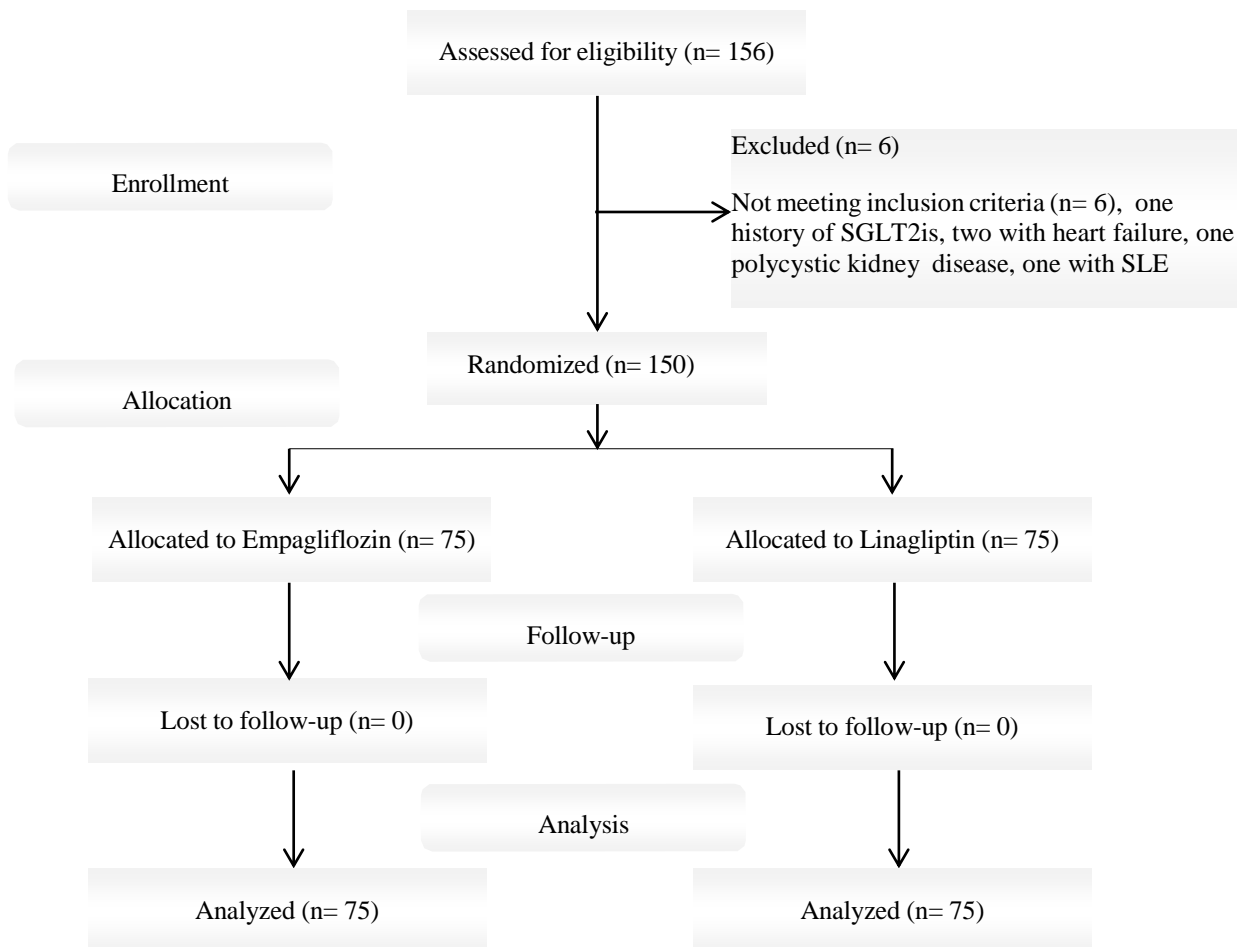 Assessed for eligibility (n= 156)
Enrollment
Excluded (n= 6)
Not meeting inclusion criteria (n= 6), one
history of SGLT2is, two with heart failure, one
polycystic kidney disease, one with SLE
Randomized (n= 150)
Allocation
Allocated to Empagliflozin (n= 75)
Allocated to Linagliptin (n= 75)
Follow-up
Lost to follow-up (n= 0)
Lost to follow-up (n= 0)
Analysis
Analyzed (n= 75)
Analyzed (n= 75)